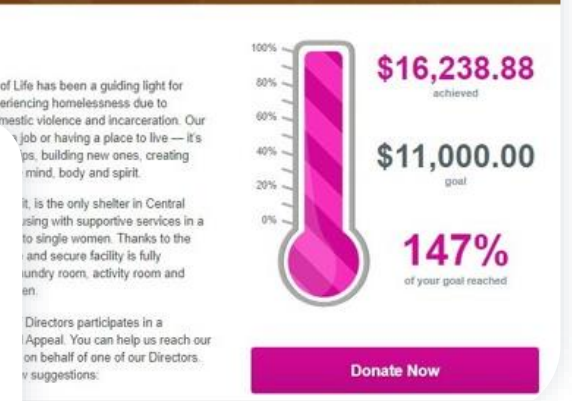 of Life has been a guiding light for
eriencing homelessness due to
mestic violence and incarceration. Our
job or having a place to live — it's
ps, building new ones, creating
mind, body and spirit.
it, is the only shelter in Central
using with supportive services in a
to single women. Thanks to the
and secure facility is fully
undry room, activity room and
en.
Directors participates in a
Appeal. You can help us reach our
on behalf of one of our Directors.
suggestions:
100%
80%
60%
40%
20%
0%
$16,238.88
achieved
$11,000.00
goal
147%
of your goal reached
Donate Now